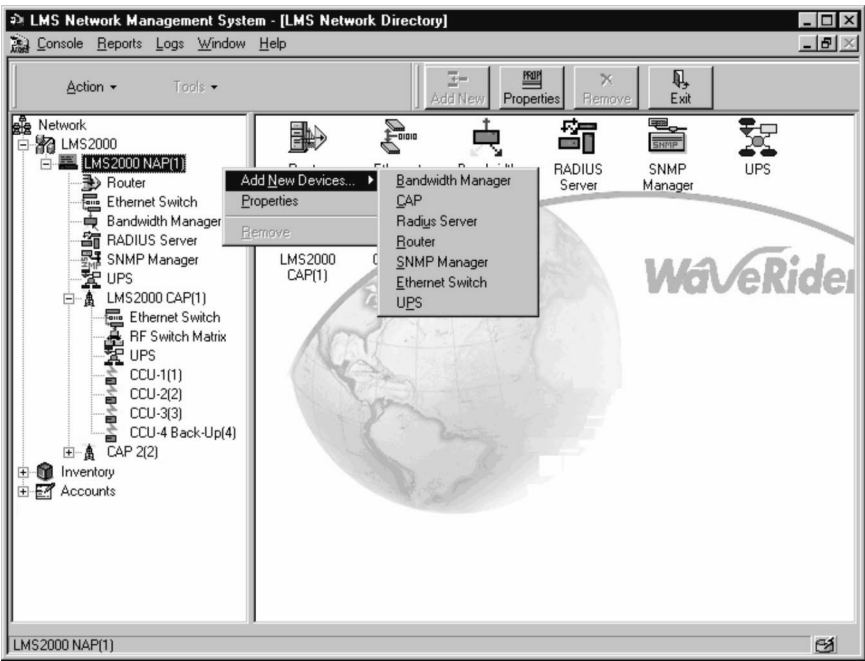 LMS Network Management System - [LMS Network Directory]
Console Reports Logs Window Help
Action Tools Add New Properties Remove Exit
PROP
Network
LMS2000
LMS2000 NAP(1)
Router
Ethernet Switch
Bandwidth Manager
RADIUS Server
SNMP Manager
UPS
LMS2000 CAP(1)
Ethernet Switch
RF Switch Matrix
UPS
CCU-1(1)
CCU-2(2)
CCU-3(3)
CCU-4 Back-Up(4)
CAP 2(2)
Inventory
Accounts
Add New Devices...
Properties
Remove
Bandwidth Manager
CAP
Radius Server
Router
SNMP Manager
Ethernet Switch
UPS
SNMP
RADIUS
Server
SNMP
Manager
UPS
LMS2000
CAP(1)
WaVeRider
LMS2000 NAP(1)